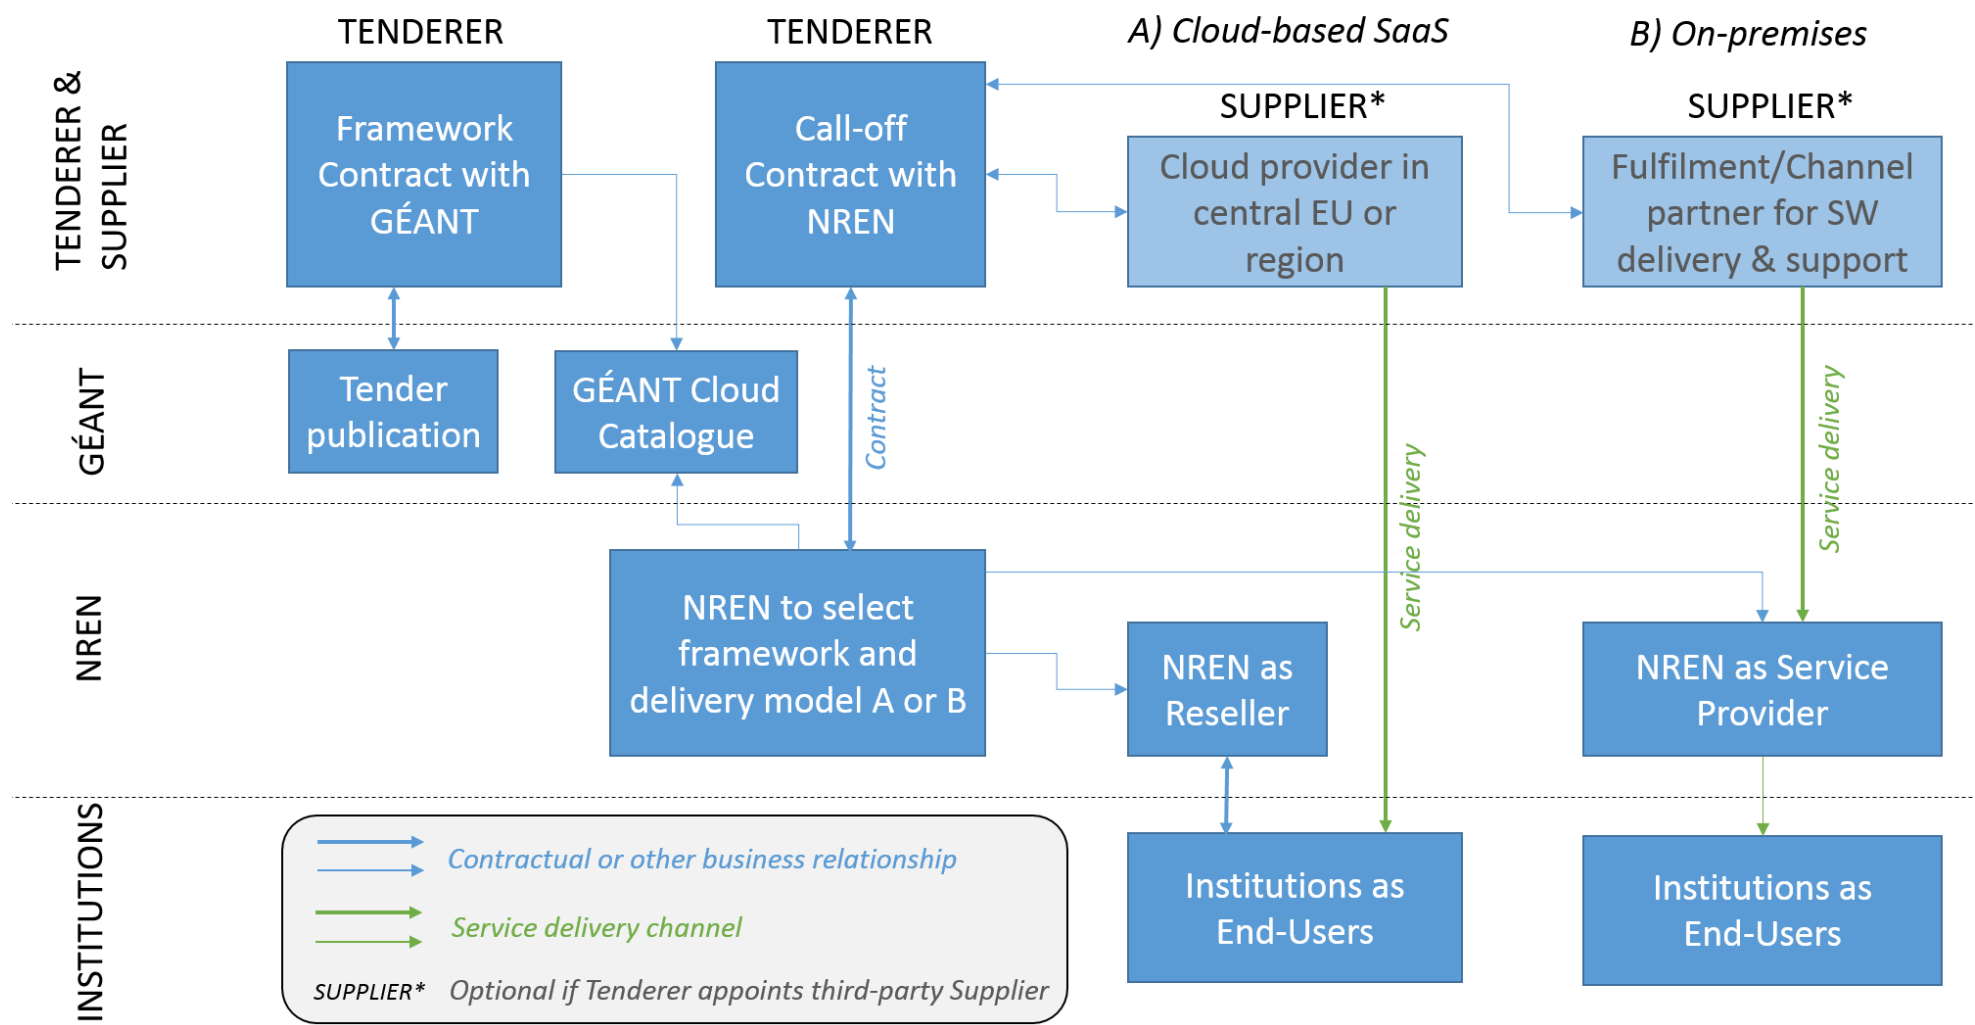 TENDERER
TENDERER
A) Cloud-based SaaS
B) On-premises
TENDERER &
SUPPLIER
Framework
Contract with
GÉANT
Call-off
Contract with
NREN
SUPPLIER*
Cloud provider in
central EU or
region
SUPPLIER*
Fulfilment/Channel
partner for SW
delivery & support
GÉANT
Tender
publication
GÉANT Cloud
Catalogue
Contract
Service delivery
Service delivery
NREN
NREN to select
framework and
delivery model A or B
NREN as
Reseller
NREN as Service
Provider
INSTITUTIONS
Contractual or other business relationship
Service delivery channel
SUPPLIER* Optional if Tenderer appoints third-party Supplier
Institutions as
End-Users
Institutions as
End-Users